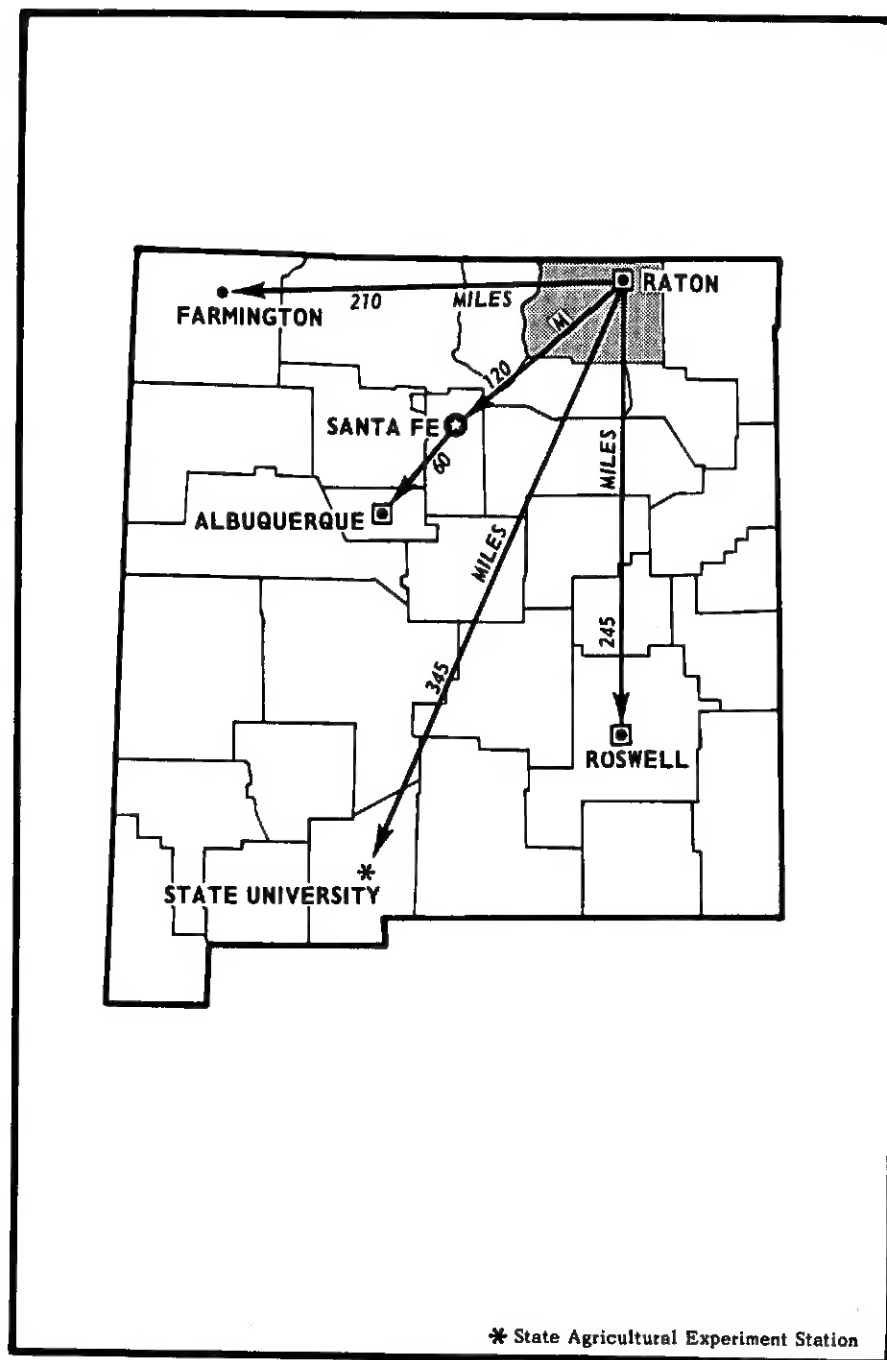 RATON
210 MILES
FARMINGTON
M
120
SANTA FE
60
ALBUQUERQUE
MILES
MILES
345
245
ROSWELL
STATE UNIVERSITY
* State Agricultural Experiment Station